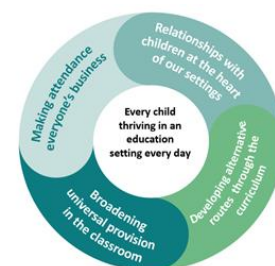 Making attendance
everyone's business
Relationships with
children at the heart
of our settings
Every child
thriving in an
education
setting every day
Developing alternative
routes through the
curriculum
Broadening
universal provision
in the classroom